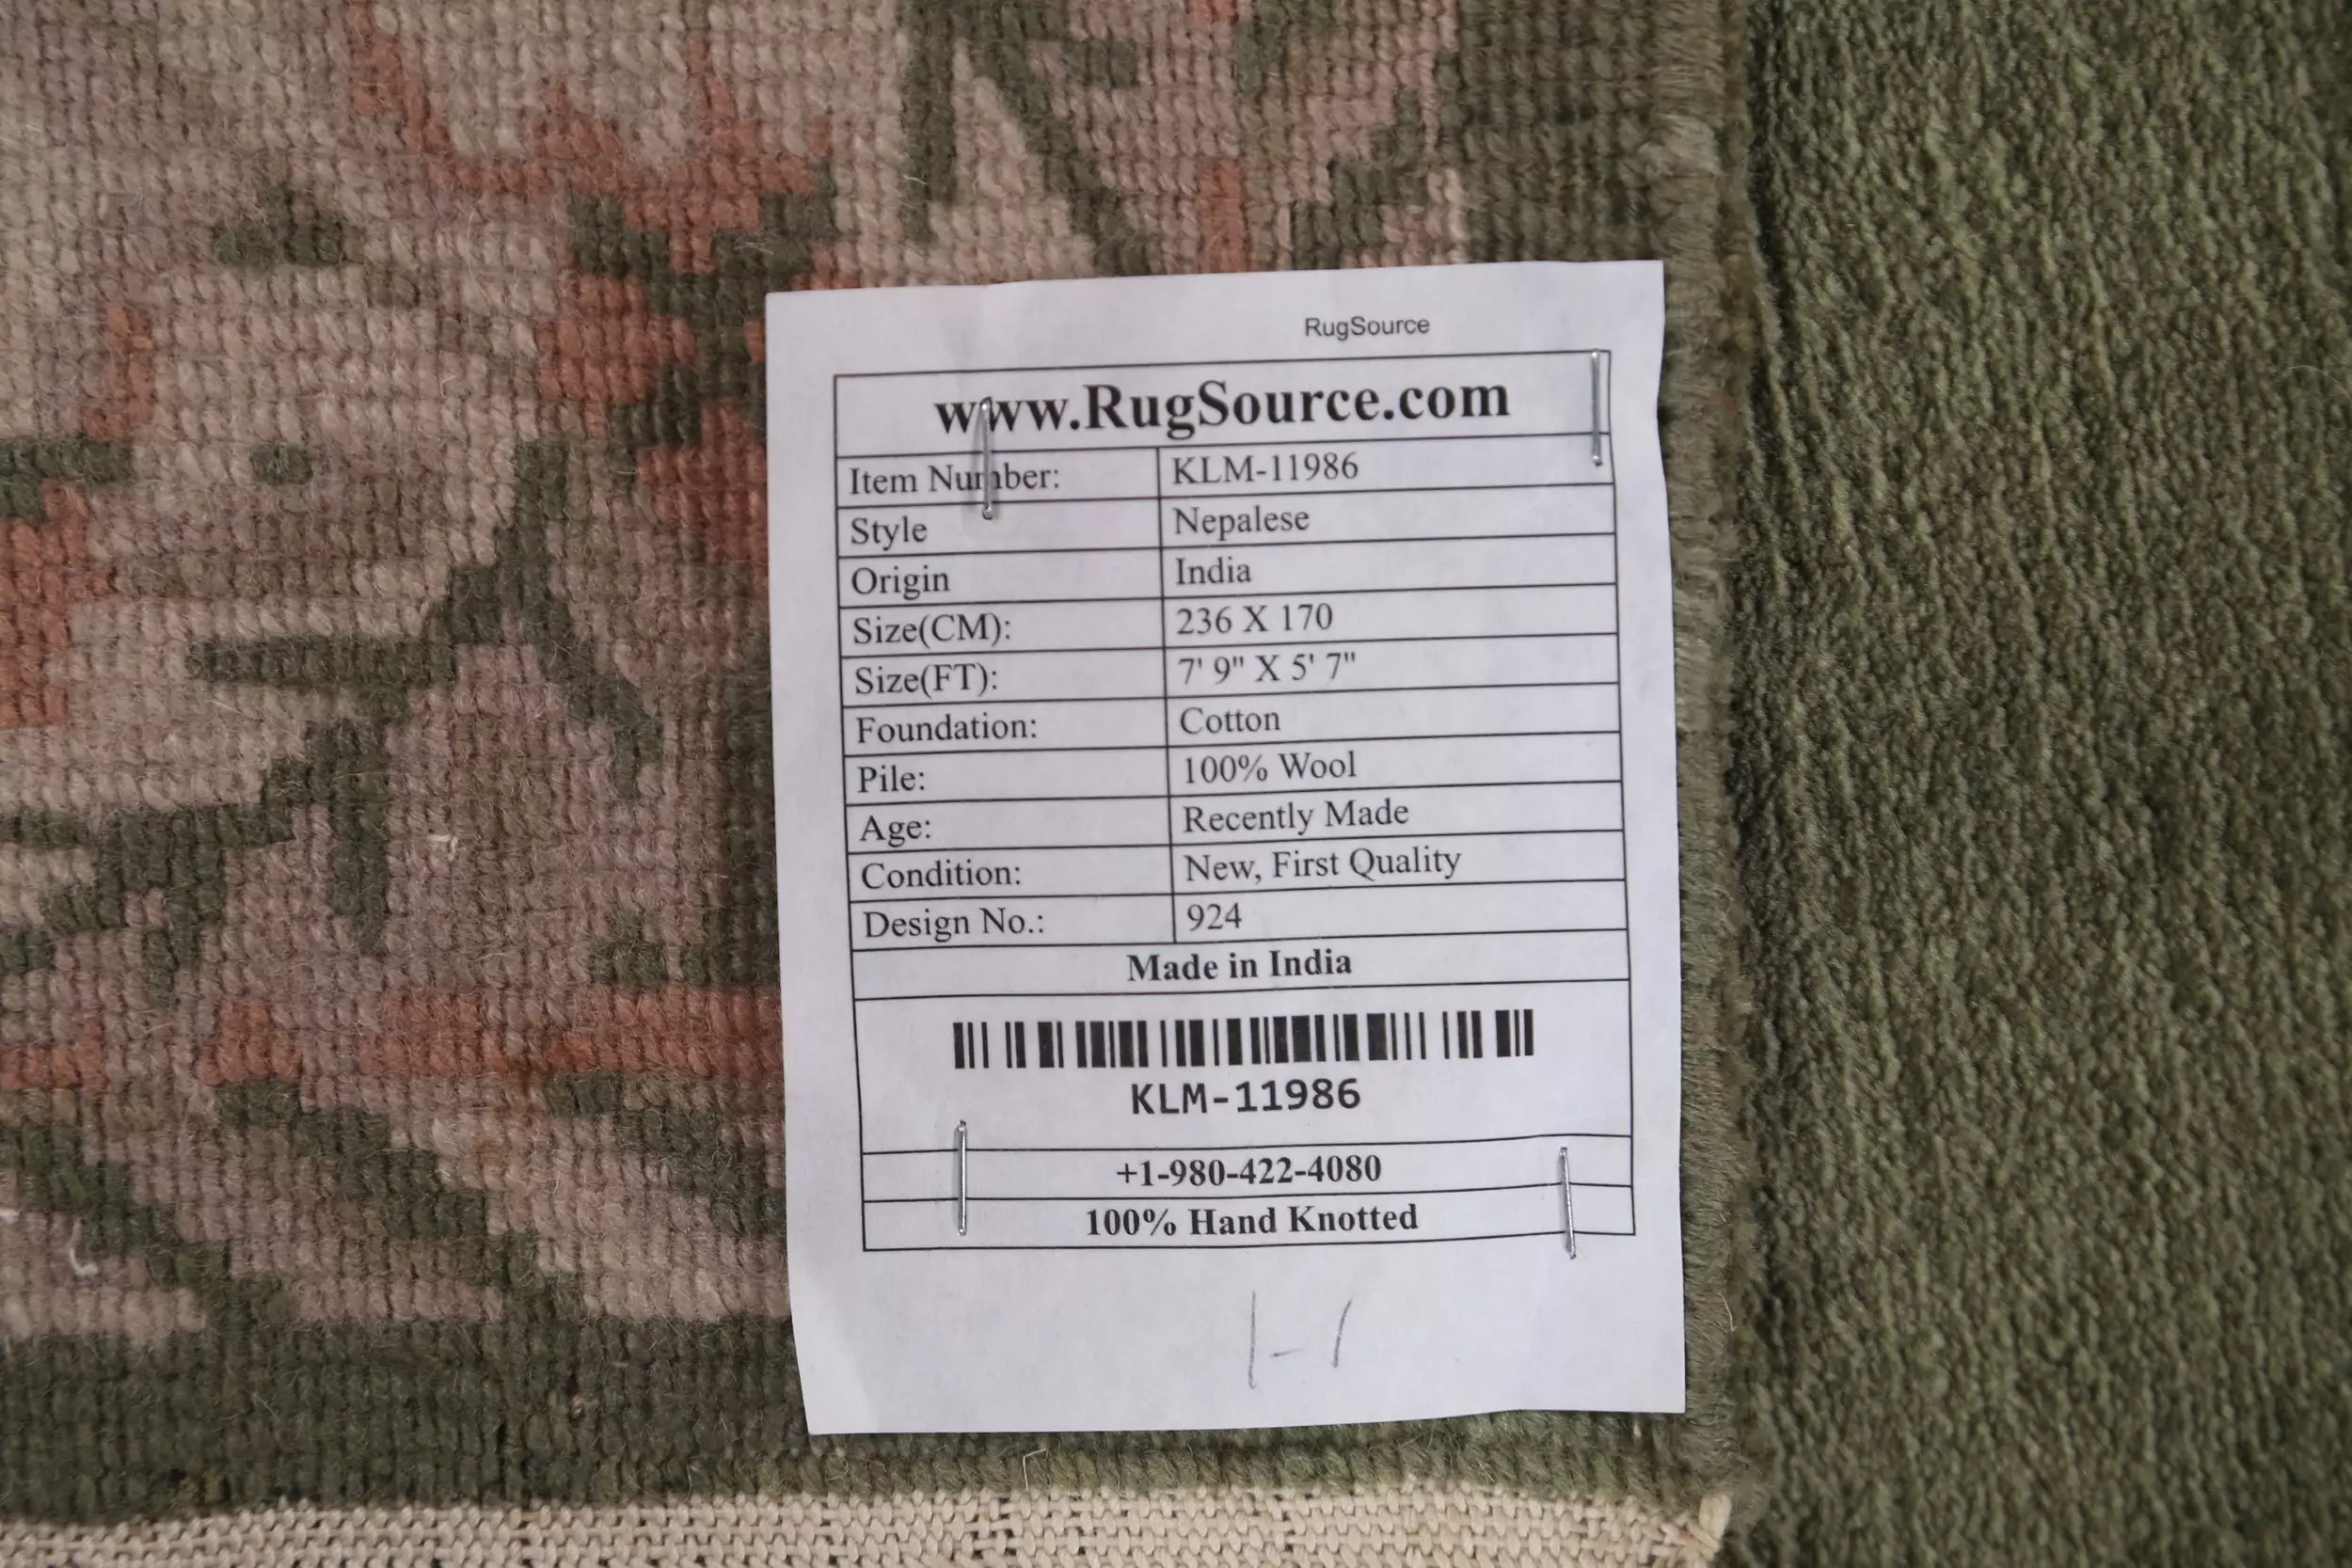 RugSource
www.RugSource.com
Item Number: KLM-11986
Style Nepalese
Origin India
Size(CM): 236 X 170
Size(FT): 7' 9" X 5' 7"
Foundation: Cotton
Pile: 100% Wool
Age: Recently Made
Condition: New, First Quality
Design No.: 924
Made in India
KLM-11986
+1-980-422-4080
100% Hand Knotted
1-1